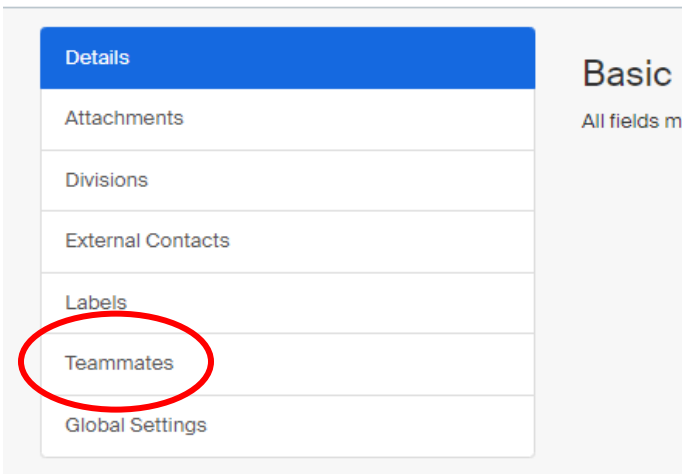 Details
Attachments
Divisions
External Contacts
Labels
Teammates
Global Settings
Basic
All fields m